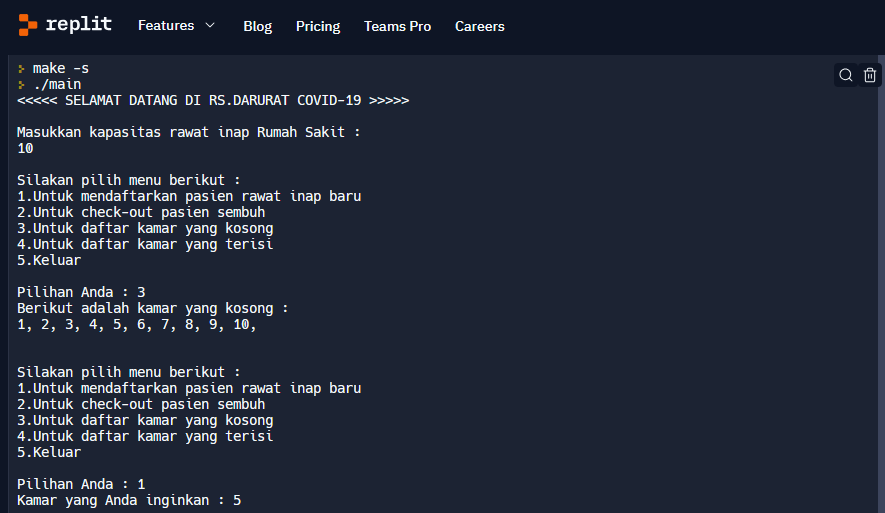 replit Features Blog Pricing Teams Pro Careers
make -s
./main
<<<<< SELAMAT DATANG DI RS.DARURAT COVID-19 >>>>>
Masukkan kapasitas rawat inap Rumah Sakit :
10
Silakan pilih menu berikut :
1.Untuk mendaftarkan pasien rawat inap baru
2.Untuk check-out pasien sembuh
3.Untuk daftar kamar yang kosong
4.Untuk daftar kamar yang terisi
5.Keluar
Pilihan Anda : 3
Berikut adalah kamar yang kosong :
1, 2, 3, 4, 5, 6, 7, 8, 9, 10,
Silakan pilih menu berikut :
1.Untuk mendaftarkan pasien rawat inap baru
2.Untuk check-out pasien sembuh
3.Untuk daftar kamar yang kosong
4.Untuk daftar kamar yang terisi
5.Keluar
Pilihan Anda : 1
Kamar yang Anda inginkan : 5